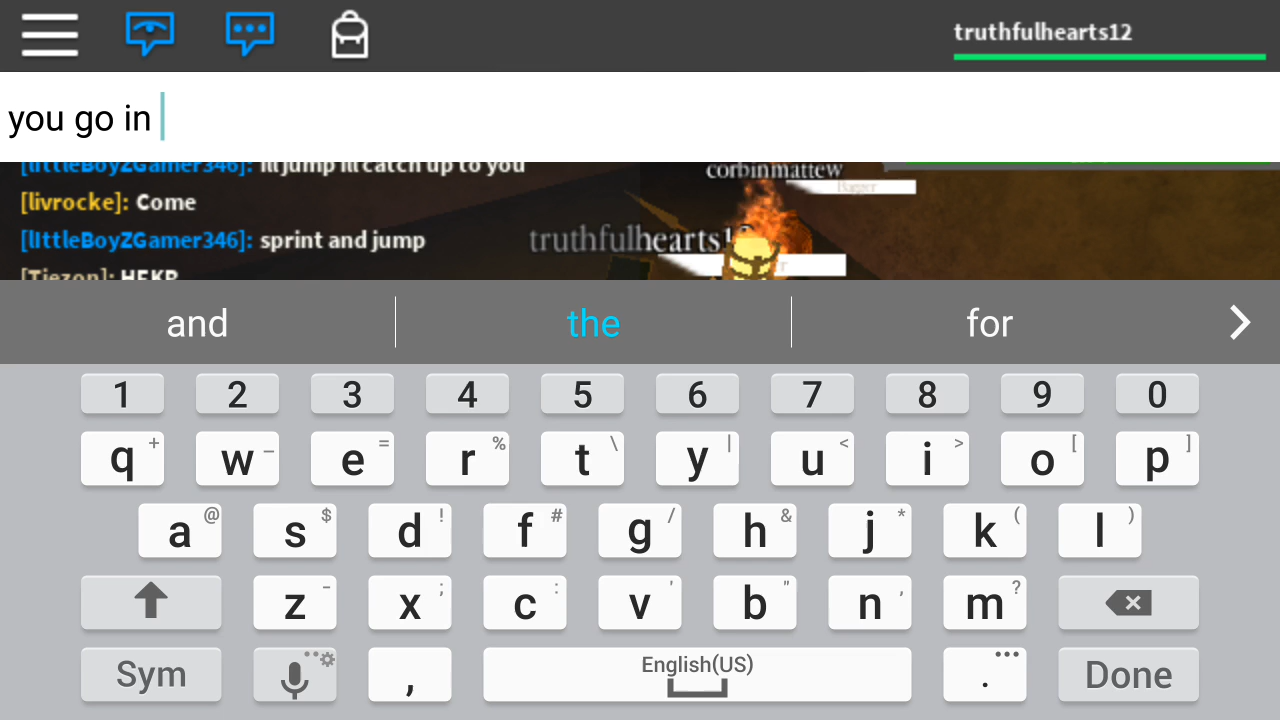 truthfulhearts12
you go in
[lIttleBoyZGamer346]: Ill jump Ill catch up to you
[livrocke]: Come
[lIttleBoyZGamer346]: sprint and jump
corbinmattew
and the for
1 2 3 4 5 6 7 8 9 0
q + w _ e = r % t \ y | u < i > o [ p ]
a @ s $ d ! f # g / h & j * k ( l )
z - x ; c : v ' b " n , m ?
Sym , English(US) . Done